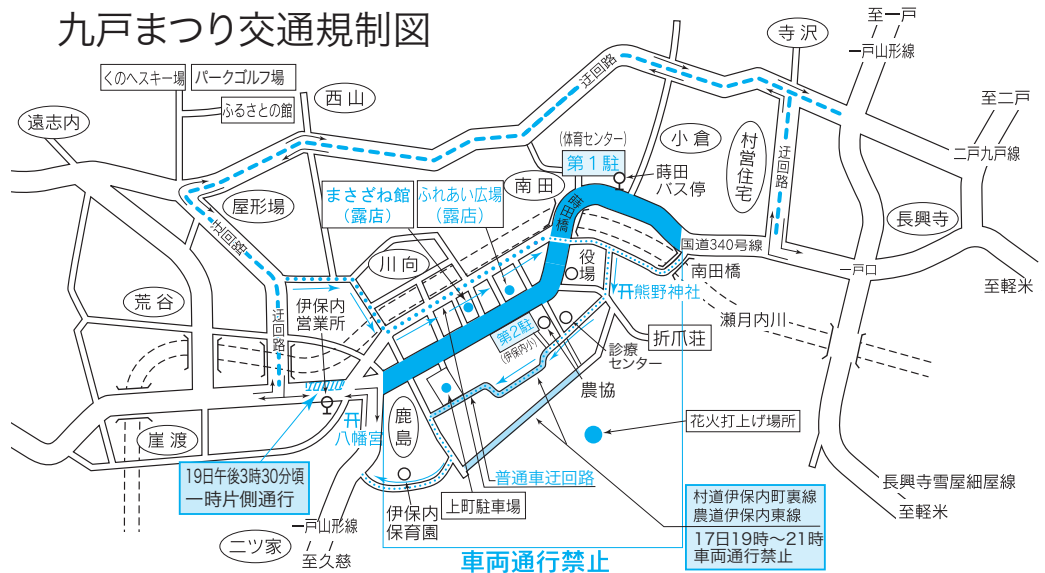 九戸まつり交通規制図
至一戸
寺沢
一戸山形線
くのヘスキー場
パークゴルフ場
ふるさとの館
西山
迂回路
至二戸
遠志内
(体育センター)
小倉
村営住宅
二戸九戸線
第1駐
蒔田
バス停
迂回路
まさざね館
(露店)
ふれあい広場
(露店)
南田
蒔田橋
屋形場
長興寺
迂回路
国道340号線
川向
役場
南田橋
一戸口
至軽米
荒谷
伊保内
営業所
熊野神社
瀬月内川
迂回路
第2駐
(伊保内小)
折爪荘
診療
センター
農協
鹿島
八幡宮
花火打上げ場所
崖渡
19日午後3時30分頃
一時片側通行
普通車迂回路
長興寺雪屋細屋線
至軽米
上町駐車場
村道伊保内町裏線
農道伊保内東線
17日19時〜21時
車両通行禁止
伊保内
保育園
一戸山形線
至久慈
二ツ家
車両通行禁止